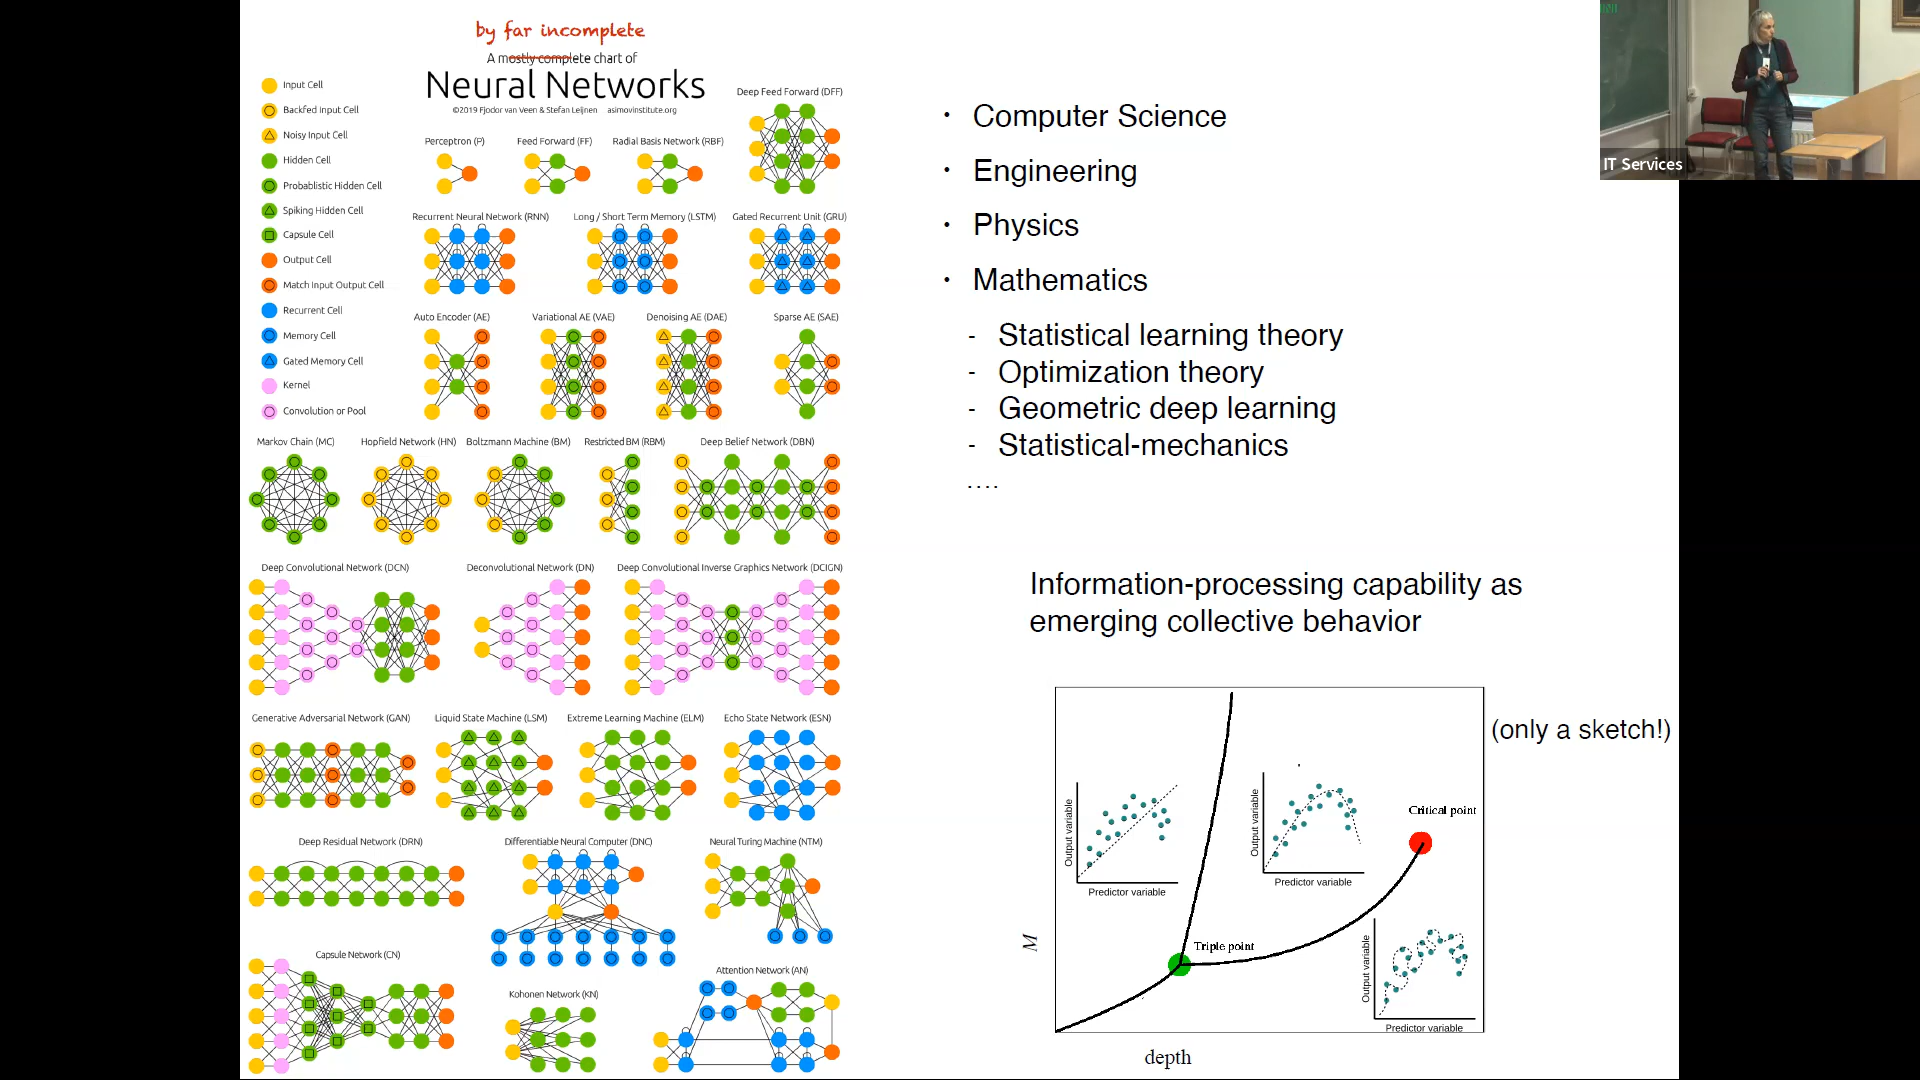 by far incomplete
A mostly complete chart of
Neural Networks
©2019 Fjodor van Veen & Stefan Leijnen asimovinstitute.org
Input Cell
Backfed Input Cell
Noisy Input Cell
Hidden Cell
Probablistic Hidden Cell
Spiking Hidden Cell
Capsule Cell
Output Cell
Match Input Output Cell
Recurrent Cell
Memory Cell
Gated Memory Cell
Kernel
Convolution or Pool
Deep Feed Forward (DFF)
Perceptron (P)
Feed Forward (FF)
Radial Basis Network (RBF)
Recurrent Neural Network (RNN)
Long / Short Term Memory (LSTM)
Gated Recurrent Unit (GRU)
Auto Encoder (AE)
Variational AE (VAE)
Denoising AE (DAE)
Sparse AE (SAE)
Markov Chain (MC)
Hopfield Network (HN)
Boltzmann Machine (BM)
Restricted BM (RBM)
Deep Belief Network (DBN)
Deep Convolutional Network (DCN)
Deconvolutional Network (DN)
Deep Convolutional Inverse Graphics Network (DCIGN)
Generative Adversarial Network (GAN)
Liquid State Machine (LSM)
Extreme Learning Machine (ELM)
Echo State Network (ESN)
Deep Residual Network (DRN)
Differentiable Neural Computer (DNC)
Neural Turing Machine (NTM)
Capsule Network (CN)
Kohonen Network (KN)
Attention Network (AN)
• Computer Science
• Engineering
• Physics
• Mathematics
- Statistical learning theory
- Optimization theory
- Geometric deep learning
- Statistical-mechanics
....
Information-processing capability as
emerging collective behavior
(only a sketch!)
Output variable
Predictor variable
Output variable
Predictor variable
Critical point
Triple point
Output variable
Predictor variable
M
depth
IT Services